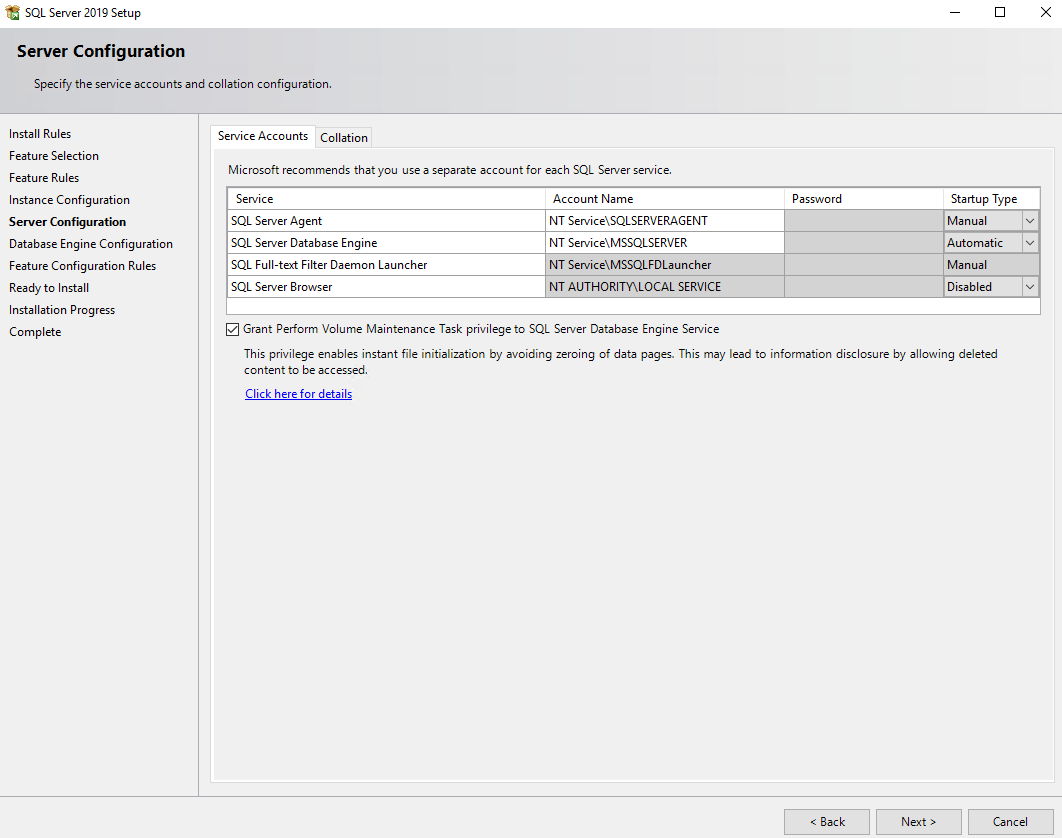 SQL Server 2019 Setup
Server Configuration
Specify the service accounts and collation configuration.
Install Rules
Feature Selection
Feature Rules
Instance Configuration
Server Configuration
Database Engine Configuration
Feature Configuration Rules
Ready to Install
Installation Progress
Complete
Service Accounts Collation
Microsoft recommends that you use a separate account for each SQL Server service.
Service Account Name Password Startup Type
SQL Server Agent NT Service\SQLSERVERAGENT Manual
SQL Server Database Engine NT Service\MSSQLSERVER Automatic
SQL Full-text Filter Daemon Launcher NT Service\MSSQLFDLauncher Manual
SQL Server Browser NT AUTHORITY\LOCAL SERVICE Disabled
Grant Perform Volume Maintenance Task privilege to SQL Server Database Engine Service
This privilege enables instant file initialization by avoiding zeroing of data pages. This may lead to information disclosure by allowing deleted
content to be accessed.
Click here for details
< Back Next > Cancel